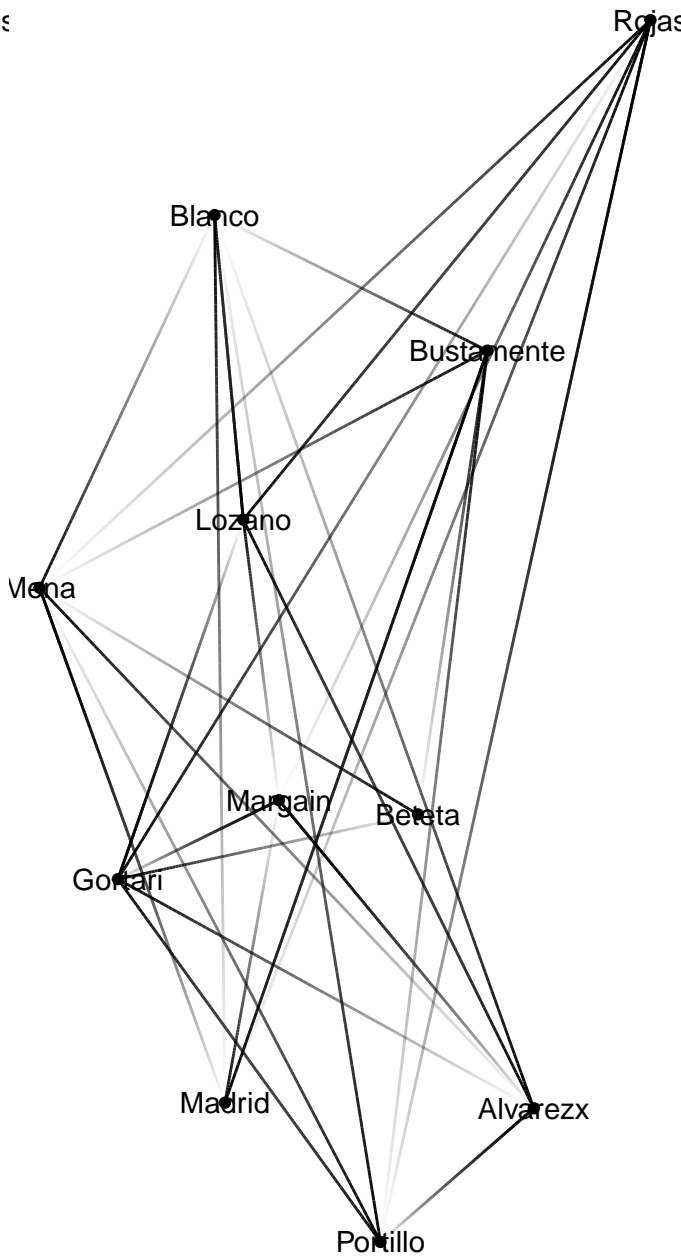 s
Rojas
Blanco
Bustamente
Lozano
Mena
Margain
Beteta
Gortari
Madrid
Alvarezx
Portillo